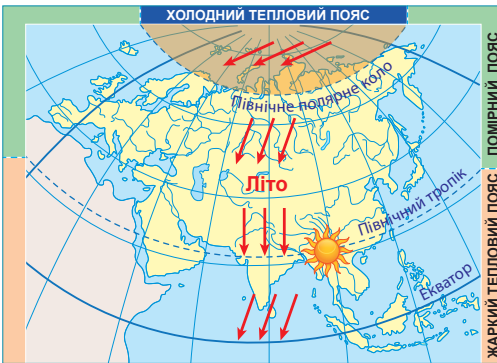 ХОЛОДНИЙ ТЕПЛОВИЙ ПОЯС
ПОМІРНИЙ ПОЯС
Північне полярне коло
Літо
Північний тропік
Екватор
ЖАРКИЙ ТЕПЛОВИЙ ПОЯС